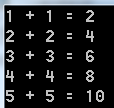 1 + 1 = 2
2 + 2 = 4
3 + 3 = 6
4 + 4 = 8
5 + 5 = 10